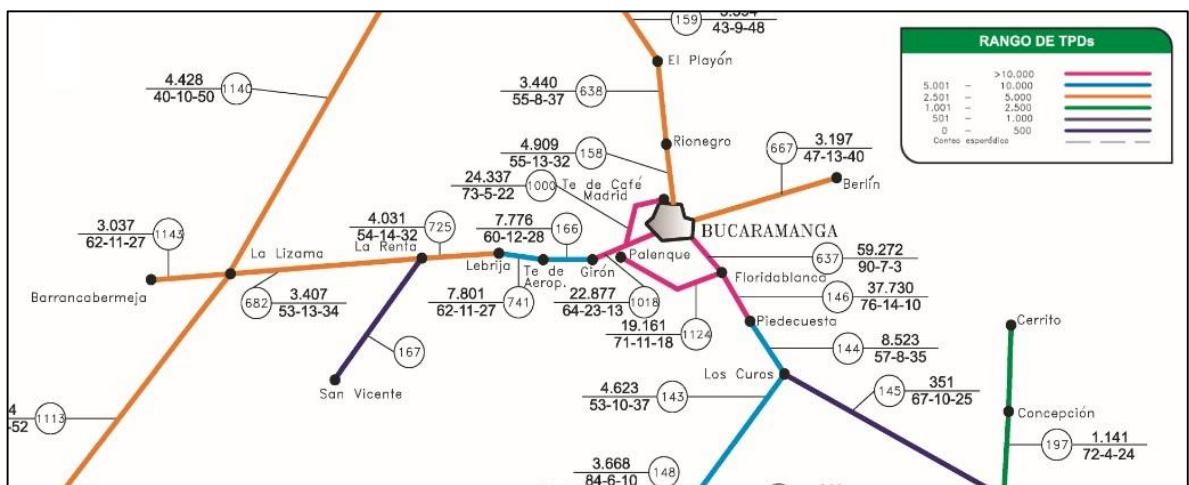 159
43-9-48
El Playón
RANGO DE TPDs
>10.000
5.001 – 10.000
2.501 – 5.000
1.001 – 2.500
501 – 1.000
0 – 500
Conteo esporádico
4.428
40-10-50
1140
3.440
55-8-37
638
Rionegro
4.909
55-13-32
158
667
3.197
47-13-40
Berlín
24.337
73-5-22
1000
Te de Café
Madrid
BUCARAMANGA
3.037
62-11-27
1143
La Lizama
4.031
54-14-32
725
La Renta
7.776
60-12-28
166
Palenque
637
59.272
90-7-3
Barrancabermeja
Lebrija
Te de
Aerop.
Girón
Floridablanca
682
3.407
53-13-34
7.801
62-11-27
741
22.877
64-23-13
1018
146
37.730
76-14-10
19.161
71-11-18
1124
Piedecuesta
Cerrito
167
144
8.523
57-8-35
San Vicente
Los Curos
4.623
53-10-37
143
145
351
67-10-25
4
-52
1113
Concepción
197
1.141
72-4-24
3.668
84-6-10
148